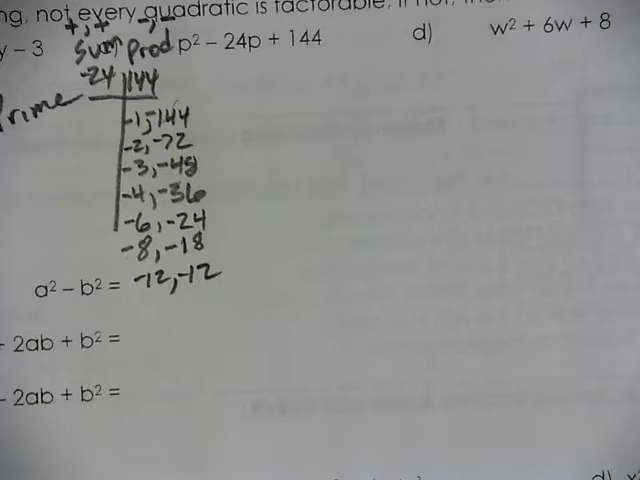 ng, not every quadratic is factorable, if not,
+,+ -,-
y – 3 Sum Prod p² – 24p + 144 d) w² + 6w + 8
-24 144
Prime
-1,-144
-2,-72
-3,-48
-4,-36
-6,-24
-8,-18
a² – b² = -12,-12
2ab + b² =
– 2ab + b² =